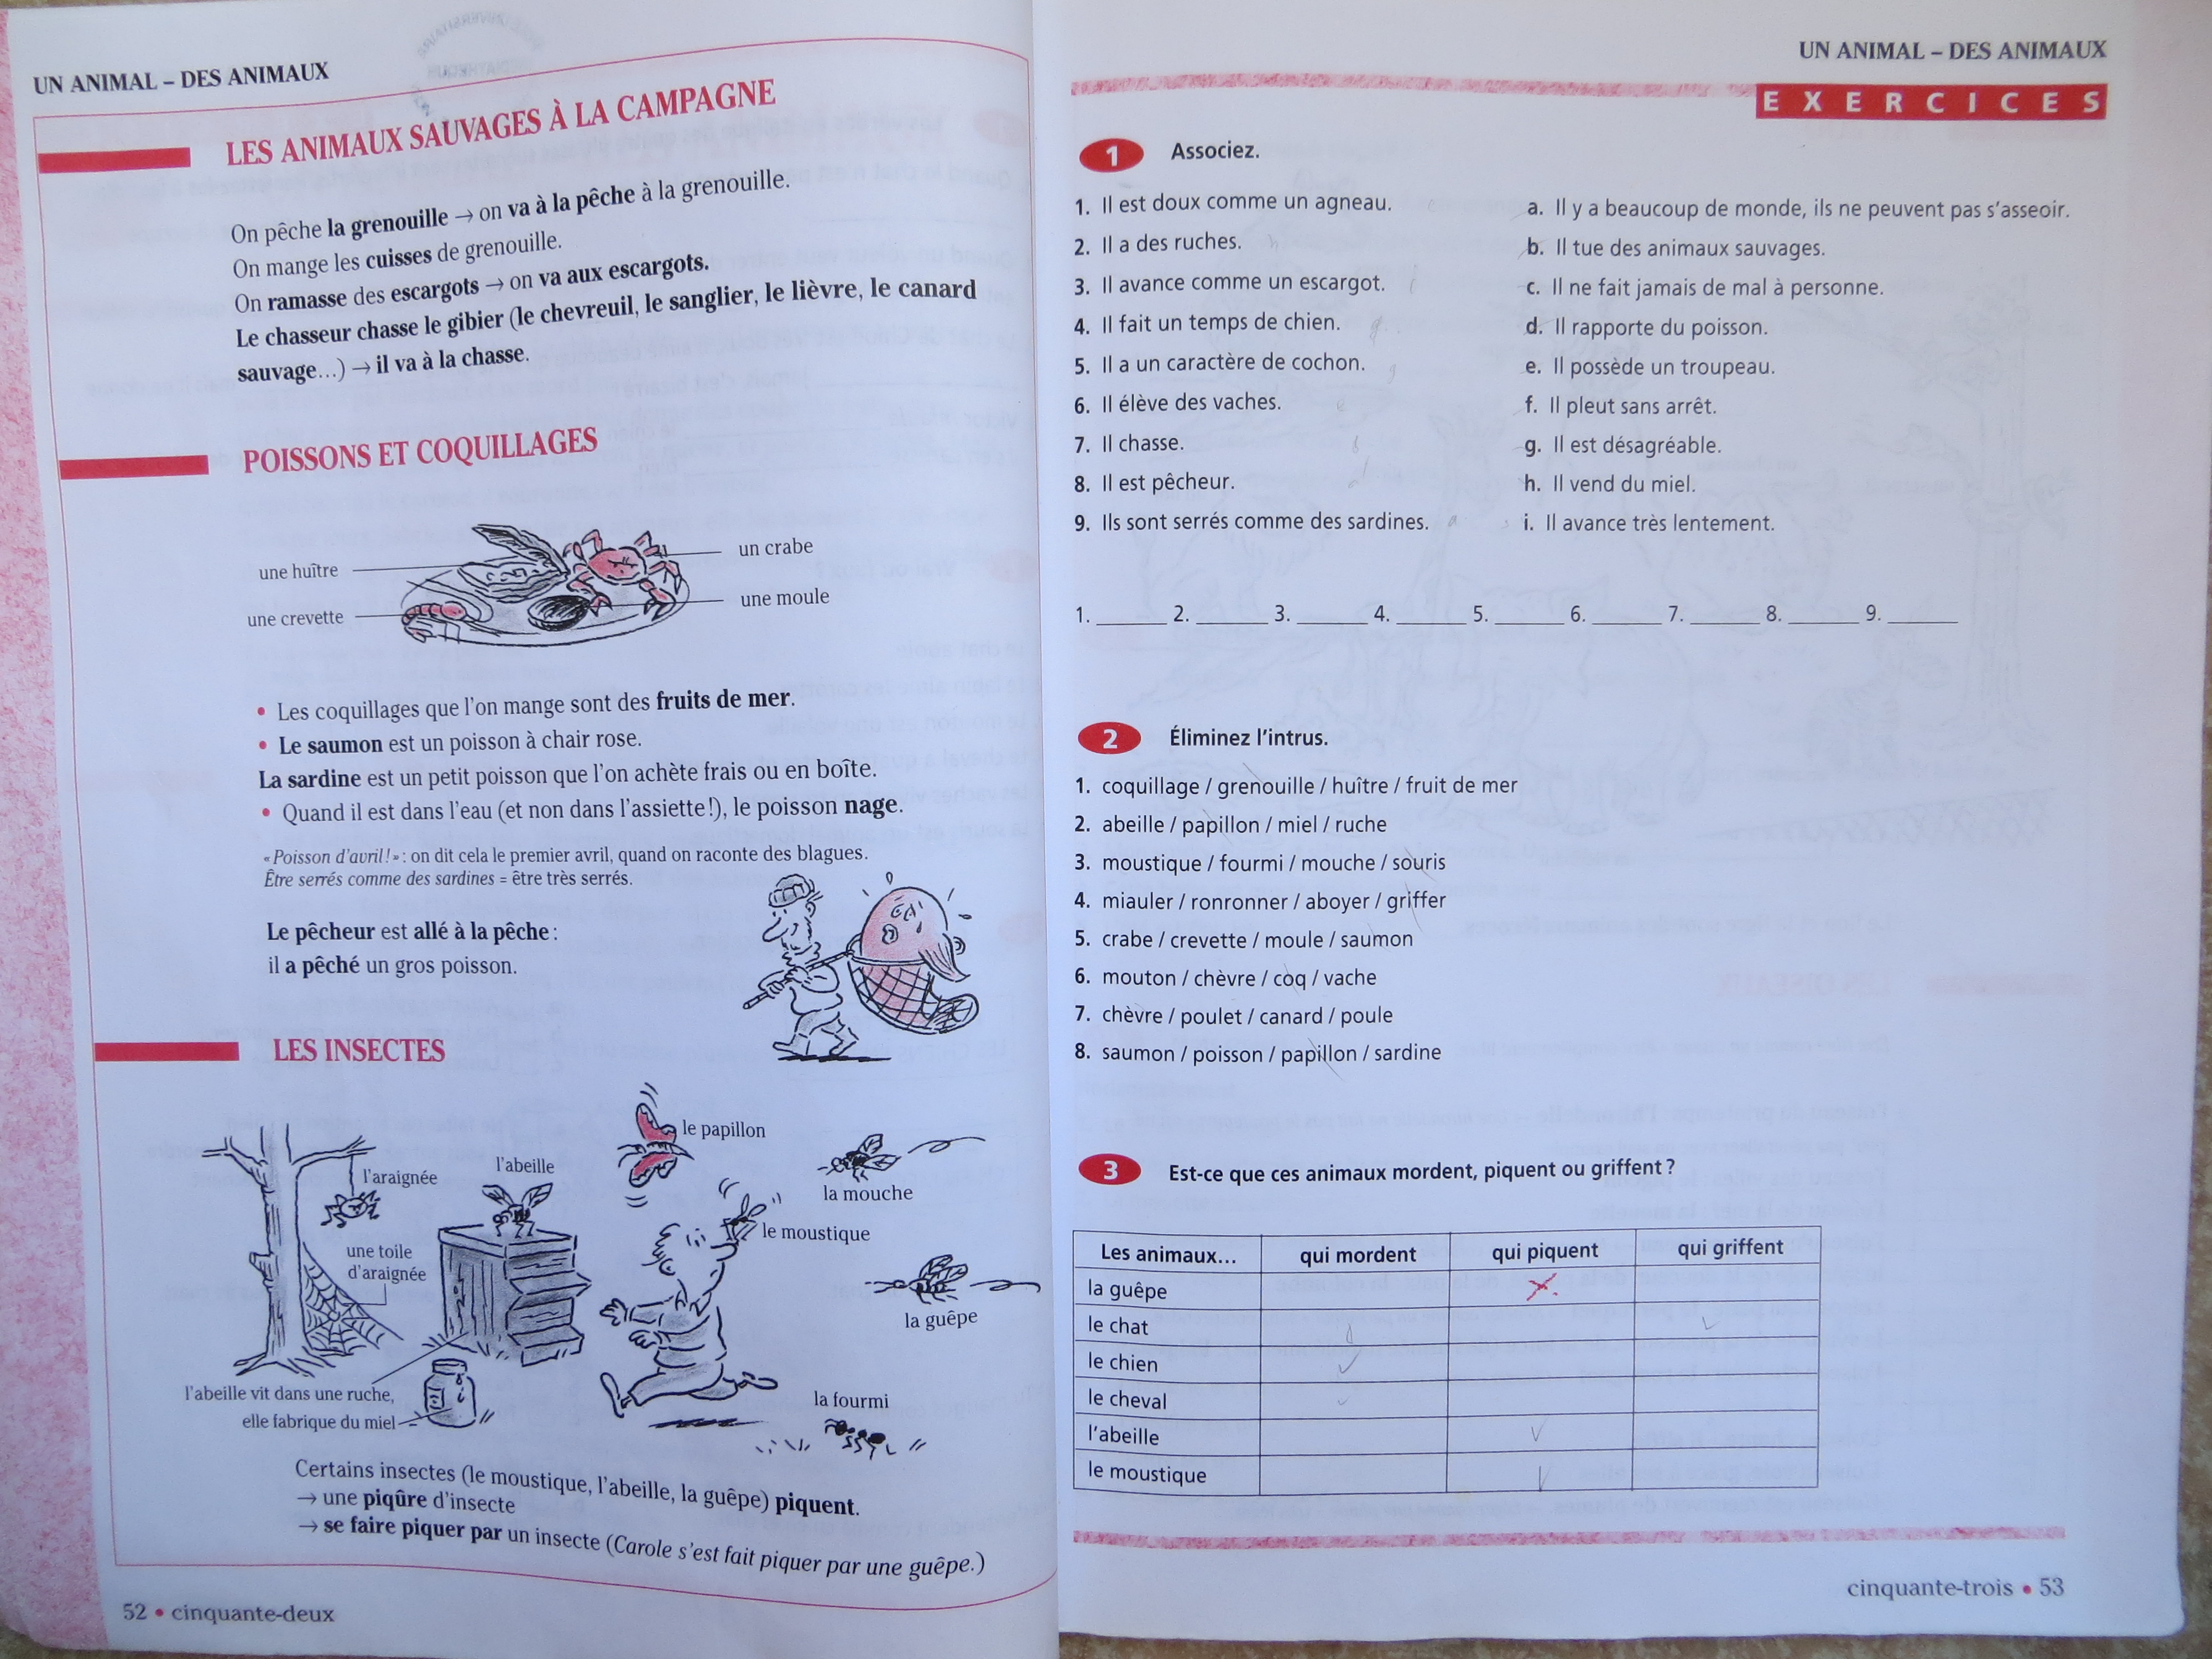 UN ANIMAL – DES ANIMAUX
LES ANIMAUX SAUVAGES À LA CAMPAGNE
On pêche la grenouille → on va à la pêche à la grenouille.
On mange les cuisses de grenouille.
On ramasse des escargots → on va aux escargots.
Le chasseur chasse le gibier (le chevreuil, le sanglier, le lièvre, le canard
sauvage...) → il va à la chasse.
POISSONS ET COQUILLAGES
une huître
une crevette
un crabe
une moule
• Les coquillages que l'on mange sont des fruits de mer.
• Le saumon est un poisson à chair rose.
La sardine est un petit poisson que l'on achète frais ou en boîte.
• Quand il est dans l'eau (et non dans l'assiette !), le poisson nage.
« Poisson d'avril ! » : on dit cela le premier avril, quand on raconte des blagues.
Être serrés comme des sardines = être très serrés.
Le pêcheur est allé à la pêche :
il a pêché un gros poisson.
LES INSECTES
le papillon
l'araignée
l'abeille
la mouche
le moustique
une toile
d'araignée
la guêpe
l'abeille vit dans une ruche,
elle fabrique du miel
la fourmi
Certains insectes (le moustique, l'abeille, la guêpe) piquent.
→ une piqûre d'insecte
→ se faire piquer par un insecte (Carole s'est fait piquer par une guêpe.)
52 • cinquante-deux
UN ANIMAL – DES ANIMAUX
EXERCICES
1 Associez.
1. Il est doux comme un agneau.
2. Il a des ruches. h
3. Il avance comme un escargot. i
4. Il fait un temps de chien.
5. Il a un caractère de cochon. g
6. Il élève des vaches. e
7. Il chasse. b
8. Il est pêcheur. d
9. Ils sont serrés comme des sardines. a
a. Il y a beaucoup de monde, ils ne peuvent pas s'asseoir.
b. Il tue des animaux sauvages.
c. Il ne fait jamais de mal à personne.
d. Il rapporte du poisson.
e. Il possède un troupeau.
f. Il pleut sans arrêt.
g. Il est désagréable.
h. Il vend du miel.
i. Il avance très lentement.
1. ______ 2. ______ 3. ______ 4. ______ 5. ______ 6. ______ 7. ______ 8. ______ 9. ______
2 Éliminez l'intrus.
1. coquillage / grenouille / huître / fruit de mer
2. abeille / papillon / miel / ruche
3. moustique / fourmi / mouche / souris
4. miauler / ronronner / aboyer / griffer
5. crabe / crevette / moule / saumon
6. mouton / chèvre / coq / vache
7. chèvre / poulet / canard / poule
8. saumon / poisson / papillon / sardine
3 Est-ce que ces animaux mordent, piquent ou griffent ?
Les animaux... qui mordent qui piquent qui griffent
la guêpe
le chat
le chien
le cheval
l'abeille
le moustique
cinquante-trois • 53